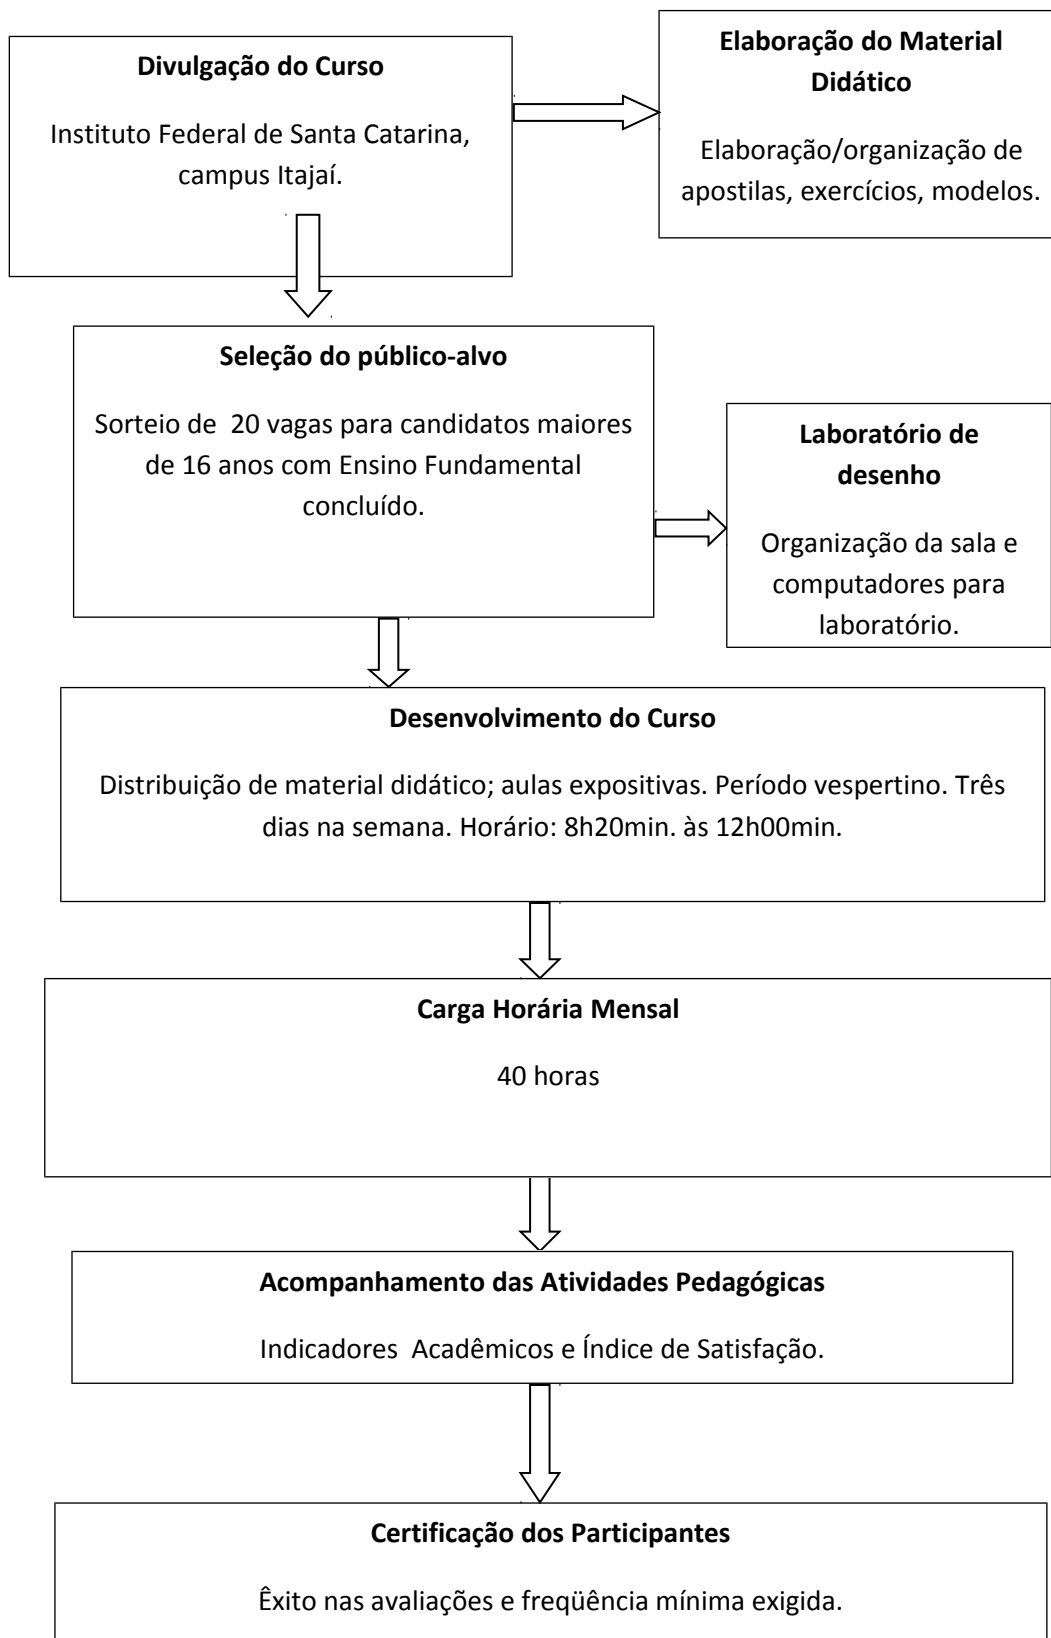 Divulgação do Curso
Instituto Federal de Santa Catarina,
campus Itajaí.
Elaboração do Material
Didático
Elaboração/organização de
apostilas, exercícios, modelos.
Seleção do público-alvo
Sorteio de  20 vagas para candidatos maiores
de 16 anos com Ensino Fundamental
concluído.
Laboratório de
desenho
Organização da sala e
computadores para
laboratório.
Desenvolvimento do Curso
Distribuição de material didático; aulas expositivas. Período vespertino. Três
dias na semana. Horário: 8h20min. às 12h00min.
Carga Horária Mensal
40 horas
Acompanhamento das Atividades Pedagógicas
Indicadores  Acadêmicos e Índice de Satisfação.
Certificação dos Participantes
Êxito nas avaliações e freqüência mínima exigida.